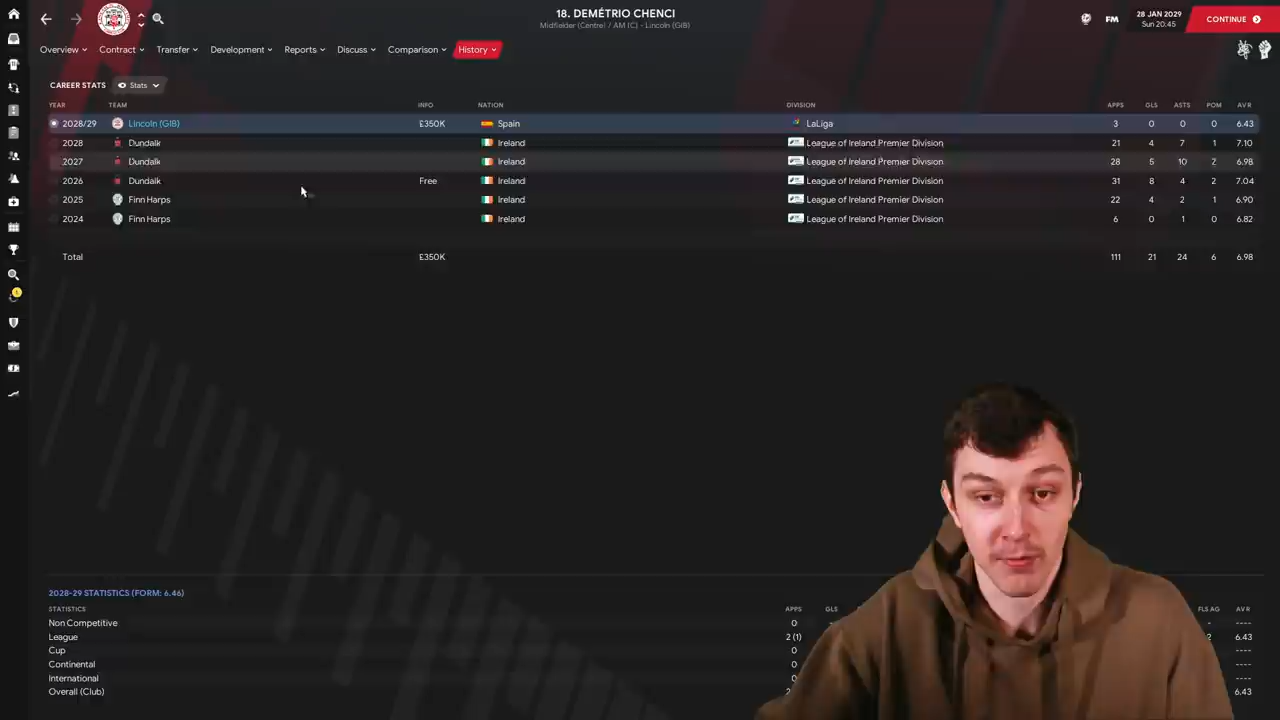 18. DEMÉTRIO CHENCI
Midfielder (Centre) / AM (C) - Lincoln (GIB)
FM
28 JAN 2029
Sun 20:45
CONTINUE
Overview Contract Transfer Development Reports Discuss Comparison History
CAREER STATS Stats
YEAR TEAM INFO NATION DIVISION APPS GLS ASTS POM AVR
2028/29 Lincoln (GIB) £350K Spain LaLiga 3 0 0 0 6.43
2028 Dundalk Ireland League of Ireland Premier Division 21 4 7 1 7.10
2027 Dundalk Ireland League of Ireland Premier Division 28 5 10 2 6.98
2026 Dundalk Free Ireland League of Ireland Premier Division 31 8 4 2 7.04
2025 Finn Harps Ireland League of Ireland Premier Division 22 4 2 1 6.90
2024 Finn Harps Ireland League of Ireland Premier Division 6 0 1 0 6.82
Total £350K 111 21 24 6 6.98
2028-29 STATISTICS (FORM: 6.46)
STATISTICS APPS GLS FLS AG AVR
Non Competitive 0 - - ----
League 2 (1) 2 6.43
Cup 0 ----
Continental 0 ----
International 0 ----
Overall (Club) 6.43